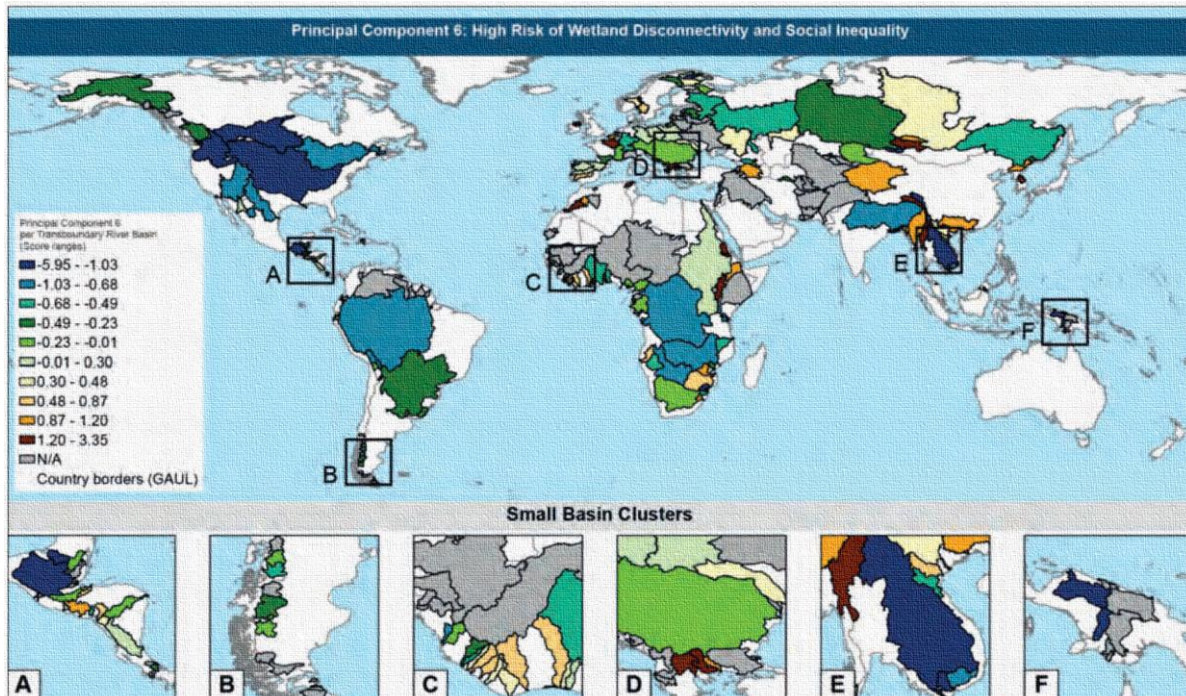 Principal Component 6: High Risk of Wetland Disconnectivity and Social Inequality
D
A
C
E
F
B
Principal Component 6
per Transboundary River Basin
(Score ranges)
-5.95 - -1.03
-1.03 - -0.68
-0.68 - -0.49
-0.49 - -0.23
-0.23 - -0.01
-0.01 - 0.30
0.30 - 0.48
0.48 - 0.87
0.87 - 1.20
1.20 - 3.35
N/A
Country borders (GAUL)
Small Basin Clusters
A
B
C
D
E
F